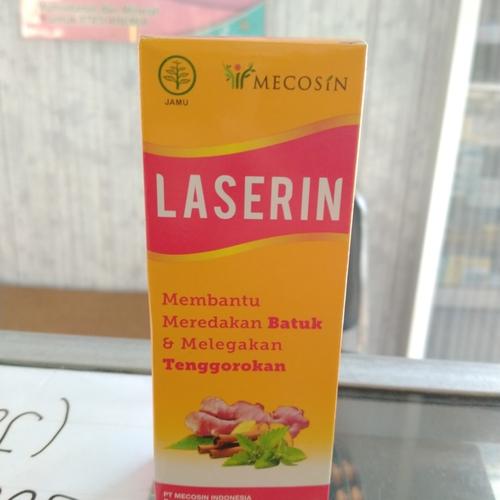 JAMU
MECOSIN
LASERIN
Membantu
Meredakan Batuk
& Melegakan
Tenggorokan
PT MECOSIN INDONESIA